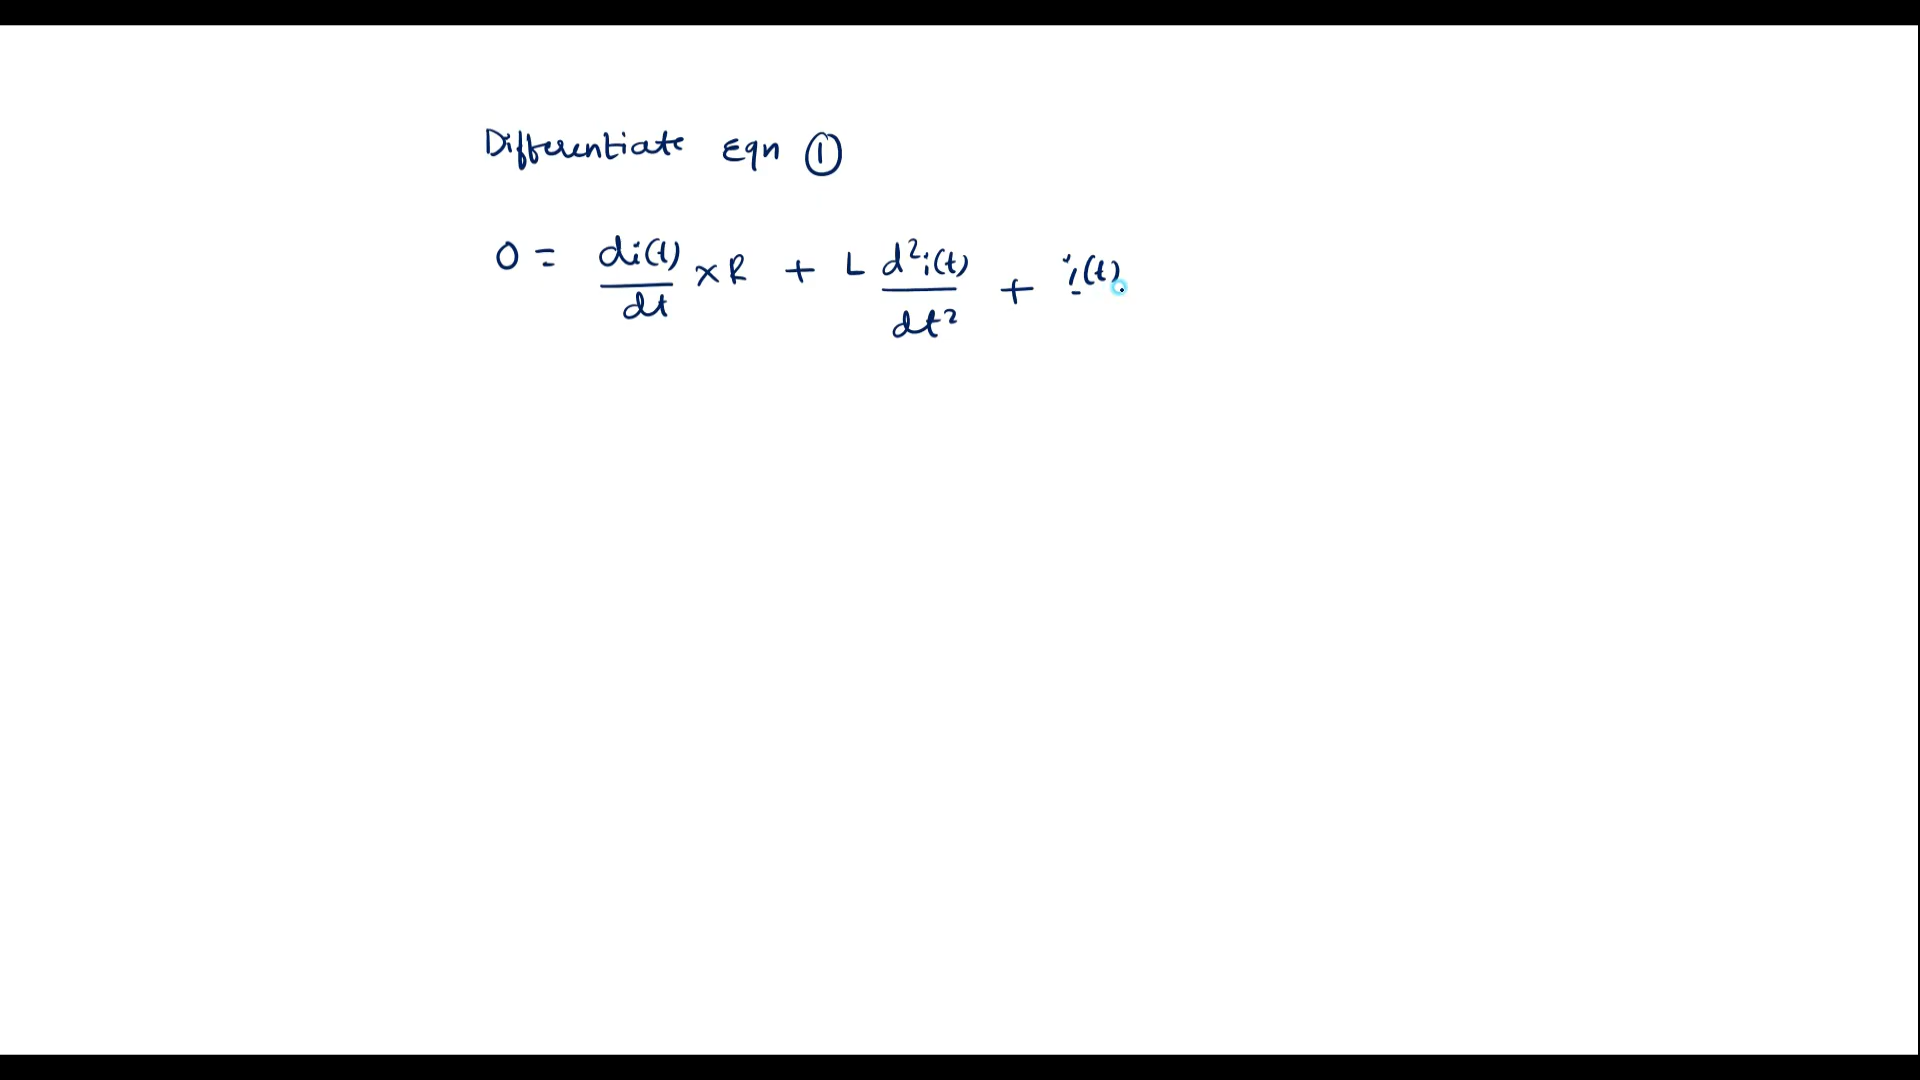 Differentiate Eqn ①
0 = di(t)/dt × R + L d²i(t)/dt² + i(t)